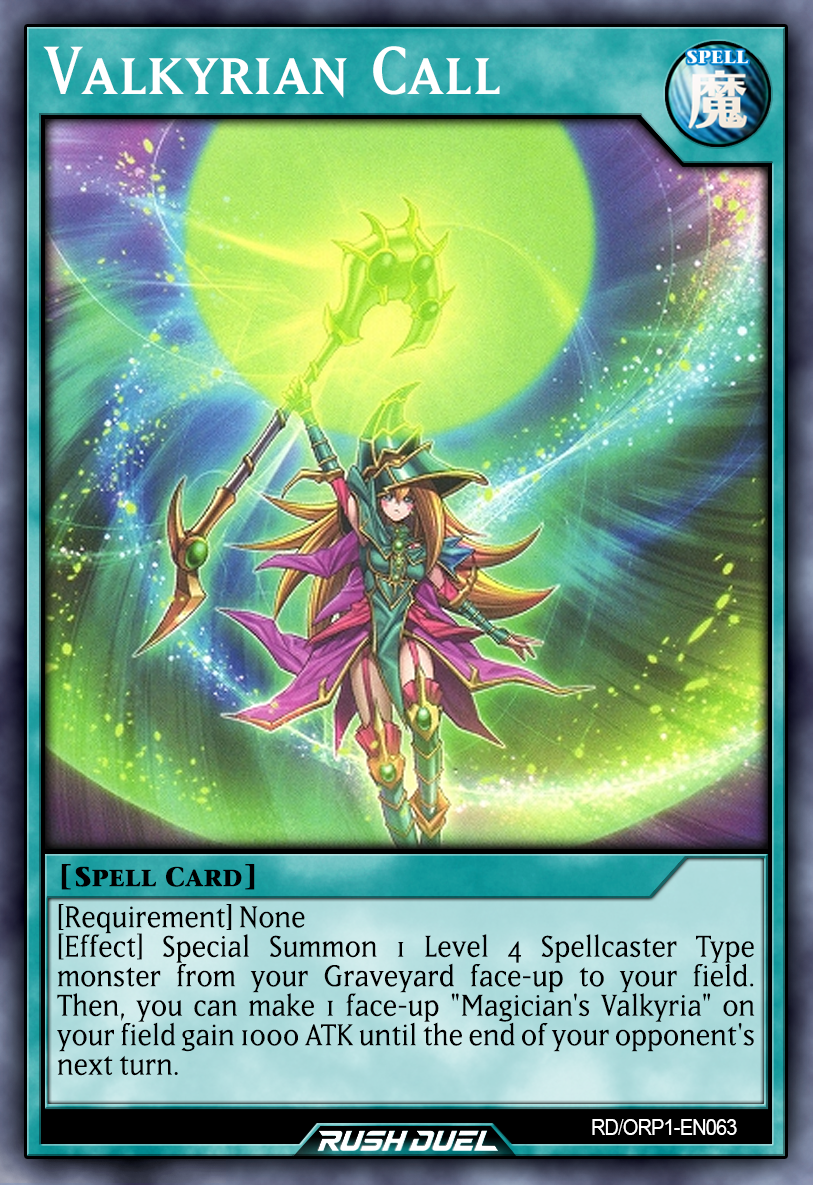 Valkyrian Call
SPELL
魔
[Spell Card]
[Requirement] None
[Effect] Special Summon 1 Level 4 Spellcaster Type
monster from your Graveyard face-up to your field.
Then, you can make 1 face-up "Magician's Valkyria" on
your field gain 1000 ATK until the end of your opponent's
next turn.
RD/ORP1-EN063
RUSH DUEL